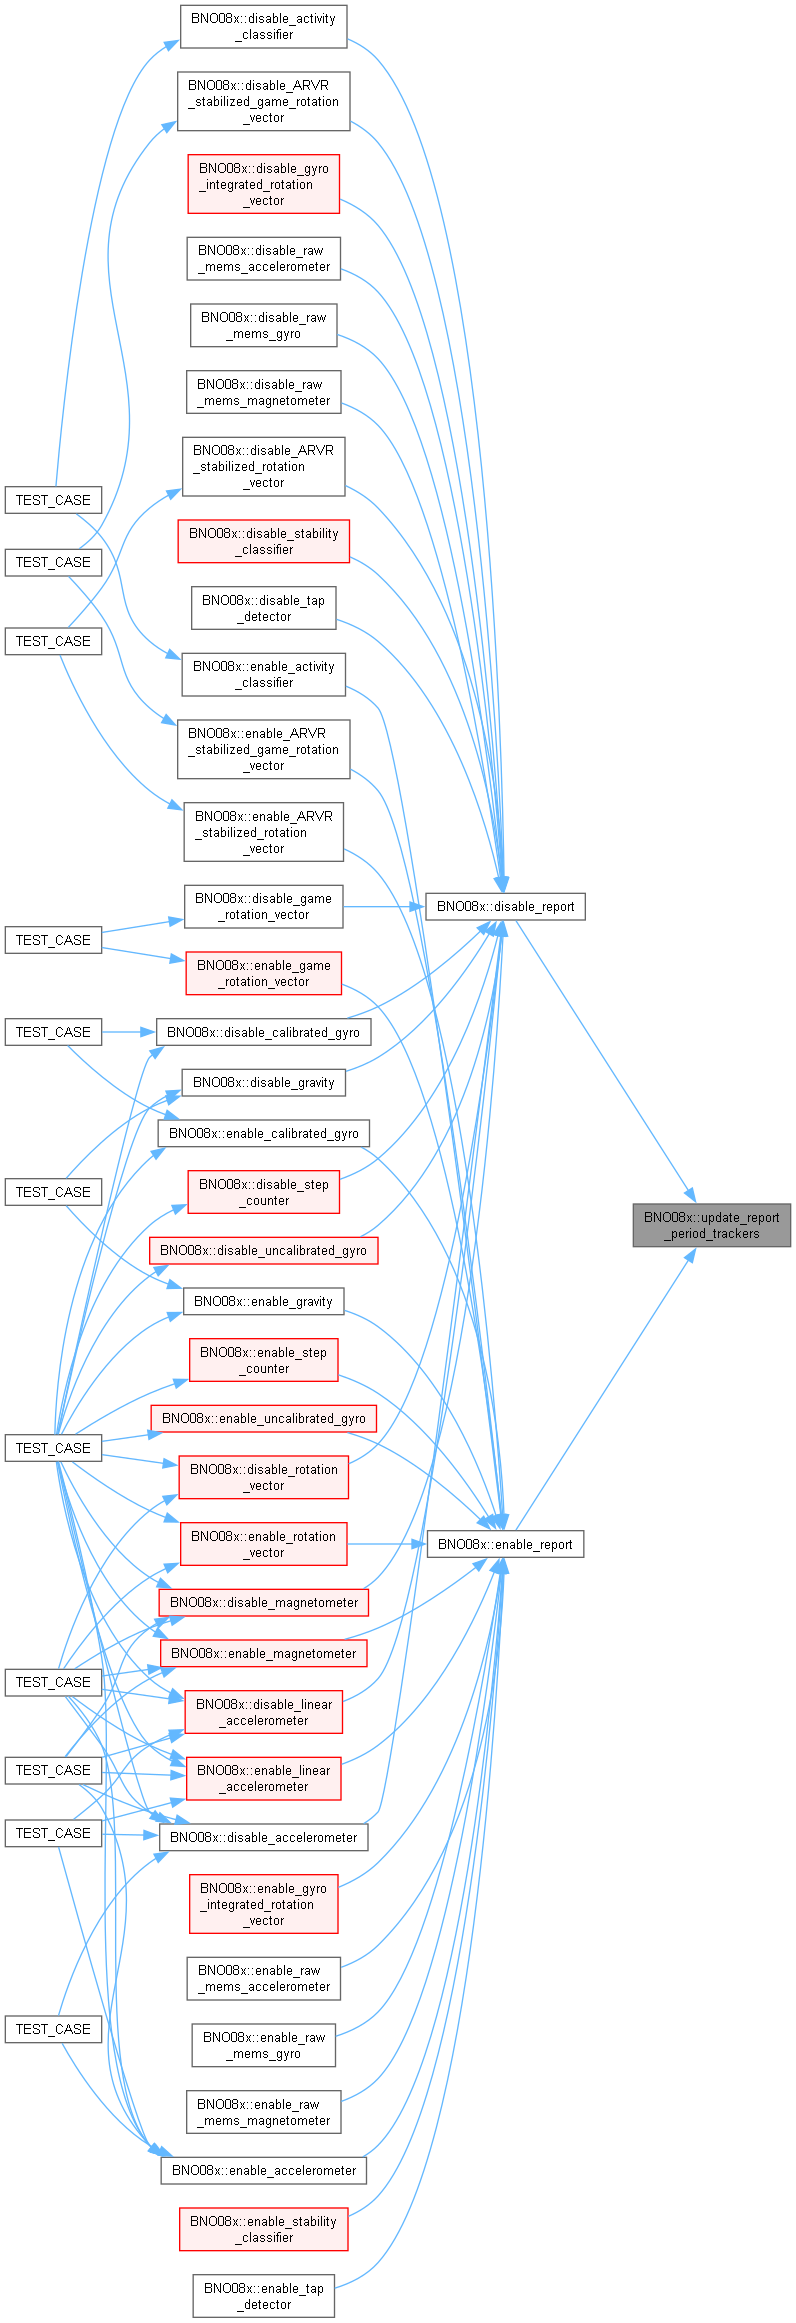 BNO08x::disable_activity
_classifier
BNO08x::disable_ARVR
_stabilized_game_rotation
_vector
BNO08x::disable_gyro
_integrated_rotation
_vector
BNO08x::disable_raw
_mems_accelerometer
BNO08x::disable_raw
_mems_gyro
BNO08x::disable_raw
_mems_magnetometer
BNO08x::disable_ARVR
_stabilized_rotation
_vector
TEST_CASE
BNO08x::disable_stability
_classifier
TEST_CASE
BNO08x::disable_tap
_detector
TEST_CASE
BNO08x::enable_activity
_classifier
BNO08x::enable_ARVR
_stabilized_game_rotation
_vector
BNO08x::enable_ARVR
_stabilized_rotation
_vector
BNO08x::disable_game
_rotation_vector
BNO08x::disable_report
TEST_CASE
BNO08x::enable_game
_rotation_vector
TEST_CASE
BNO08x::disable_calibrated_gyro
BNO08x::disable_gravity
BNO08x::enable_calibrated_gyro
TEST_CASE
BNO08x::disable_step
_counter
BNO08x::update_report
_period_trackers
BNO08x::disable_uncalibrated_gyro
BNO08x::enable_gravity
BNO08x::enable_step
_counter
BNO08x::enable_uncalibrated_gyro
TEST_CASE
BNO08x::disable_rotation
_vector
BNO08x::enable_rotation
_vector
BNO08x::enable_report
BNO08x::disable_magnetometer
BNO08x::enable_magnetometer
TEST_CASE
BNO08x::disable_linear
_accelerometer
TEST_CASE
BNO08x::enable_linear
_accelerometer
TEST_CASE
BNO08x::disable_accelerometer
BNO08x::enable_gyro
_integrated_rotation
_vector
BNO08x::enable_raw
_mems_accelerometer
TEST_CASE
BNO08x::enable_raw
_mems_gyro
BNO08x::enable_raw
_mems_magnetometer
BNO08x::enable_accelerometer
BNO08x::enable_stability
_classifier
BNO08x::enable_tap
_detector